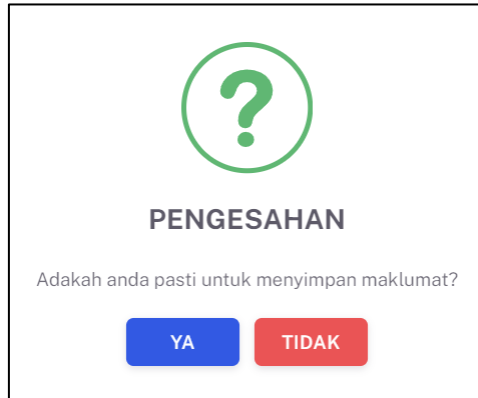 ?
PENGESAHAN
Adakah anda pasti untuk menyimpan maklumat?
YA
TIDAK